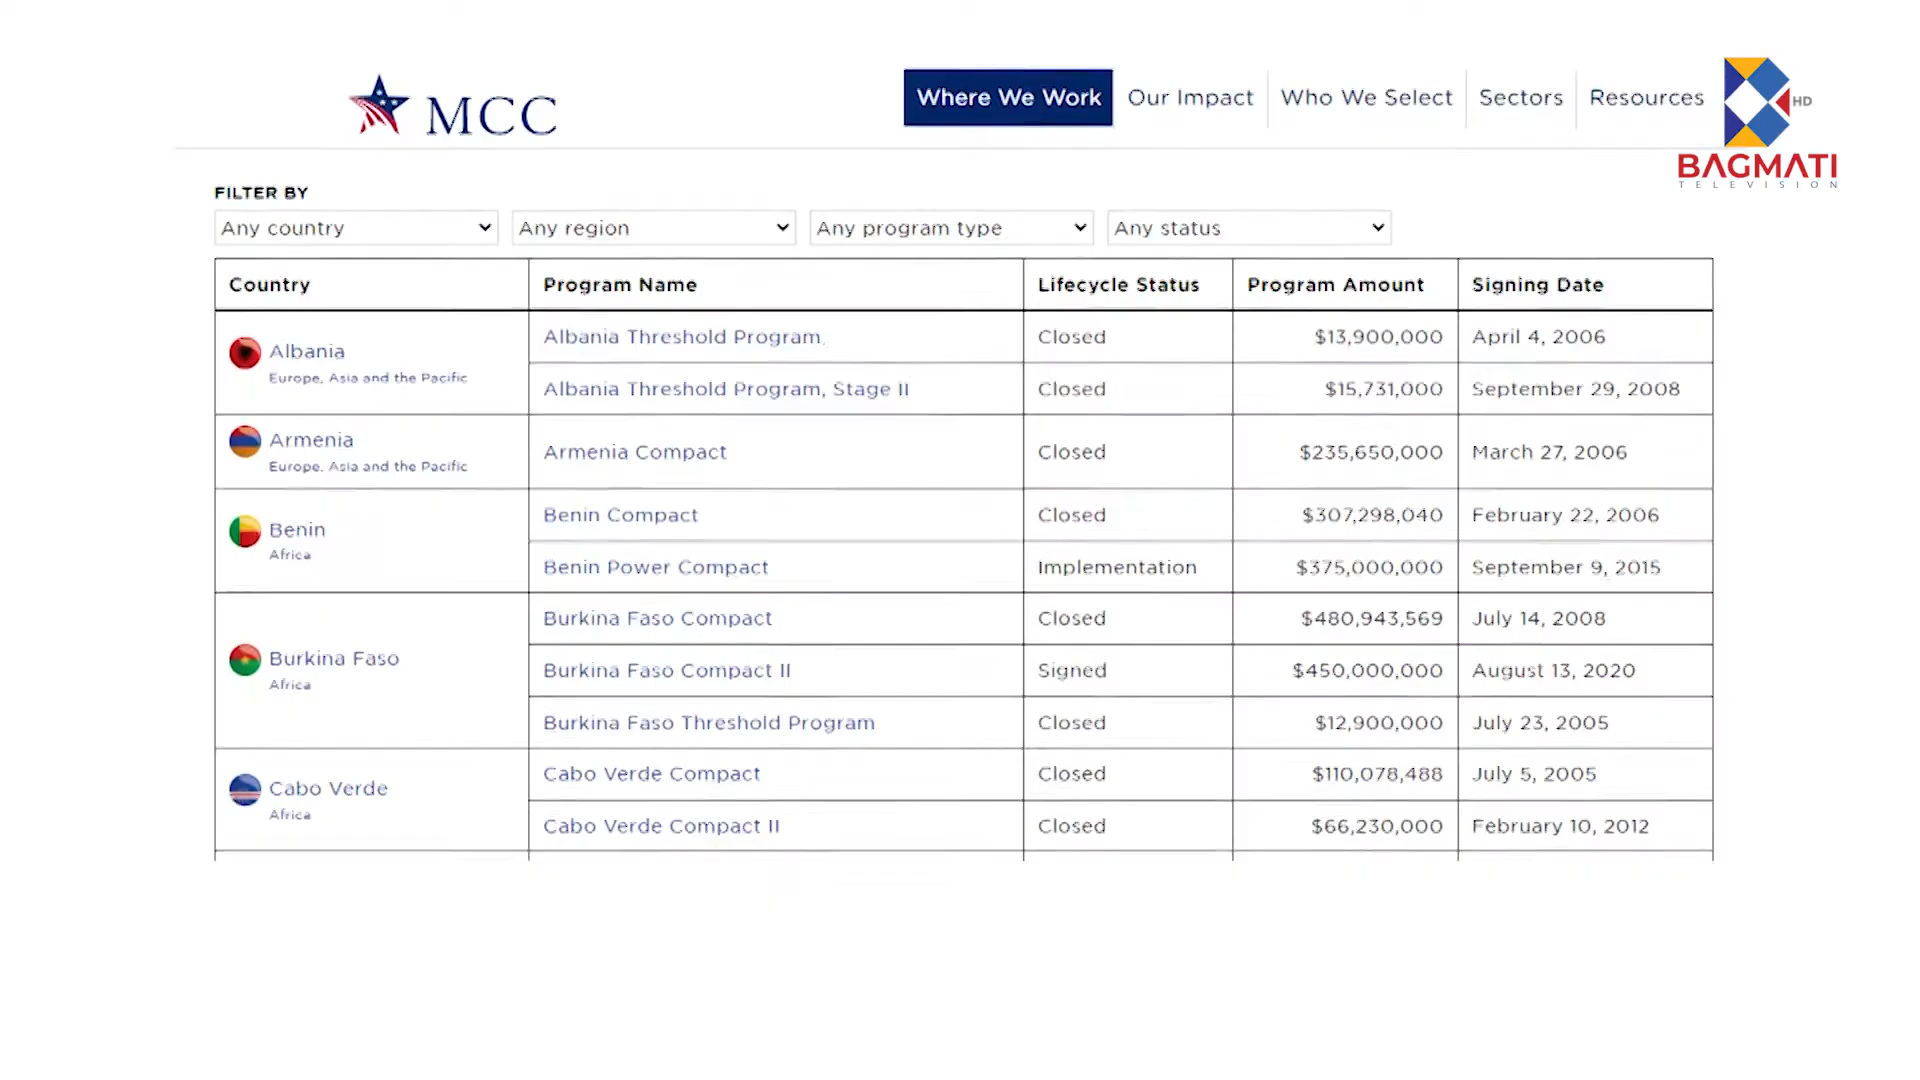 MCC
Where We Work Our Impact Who We Select Sectors Resources
HD
BAGMATI
TELEVISION
FILTER BY
Any country Any region Any program type Any status
Country Program Name Lifecycle Status Program Amount Signing Date
Albania
Europe, Asia and the Pacific
Albania Threshold Program Closed $13,900,000 April 4, 2006
Albania Threshold Program, Stage II Closed $15,731,000 September 29, 2008
Armenia
Europe, Asia and the Pacific
Armenia Compact Closed $235,650,000 March 27, 2006
Benin
Africa
Benin Compact Closed $307,298,040 February 22, 2006
Benin Power Compact Implementation $375,000,000 September 9, 2015
Burkina Faso
Africa
Burkina Faso Compact Closed $480,943,569 July 14, 2008
Burkina Faso Compact II Signed $450,000,000 August 13, 2020
Burkina Faso Threshold Program Closed $12,900,000 July 23, 2005
Cabo Verde
Africa
Cabo Verde Compact Closed $110,078,488 July 5, 2005
Cabo Verde Compact II Closed $66,230,000 February 10, 2012